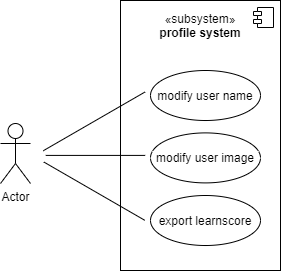 «subsystem»
profile system
modify user name
modify user image
Actor
export learnscore